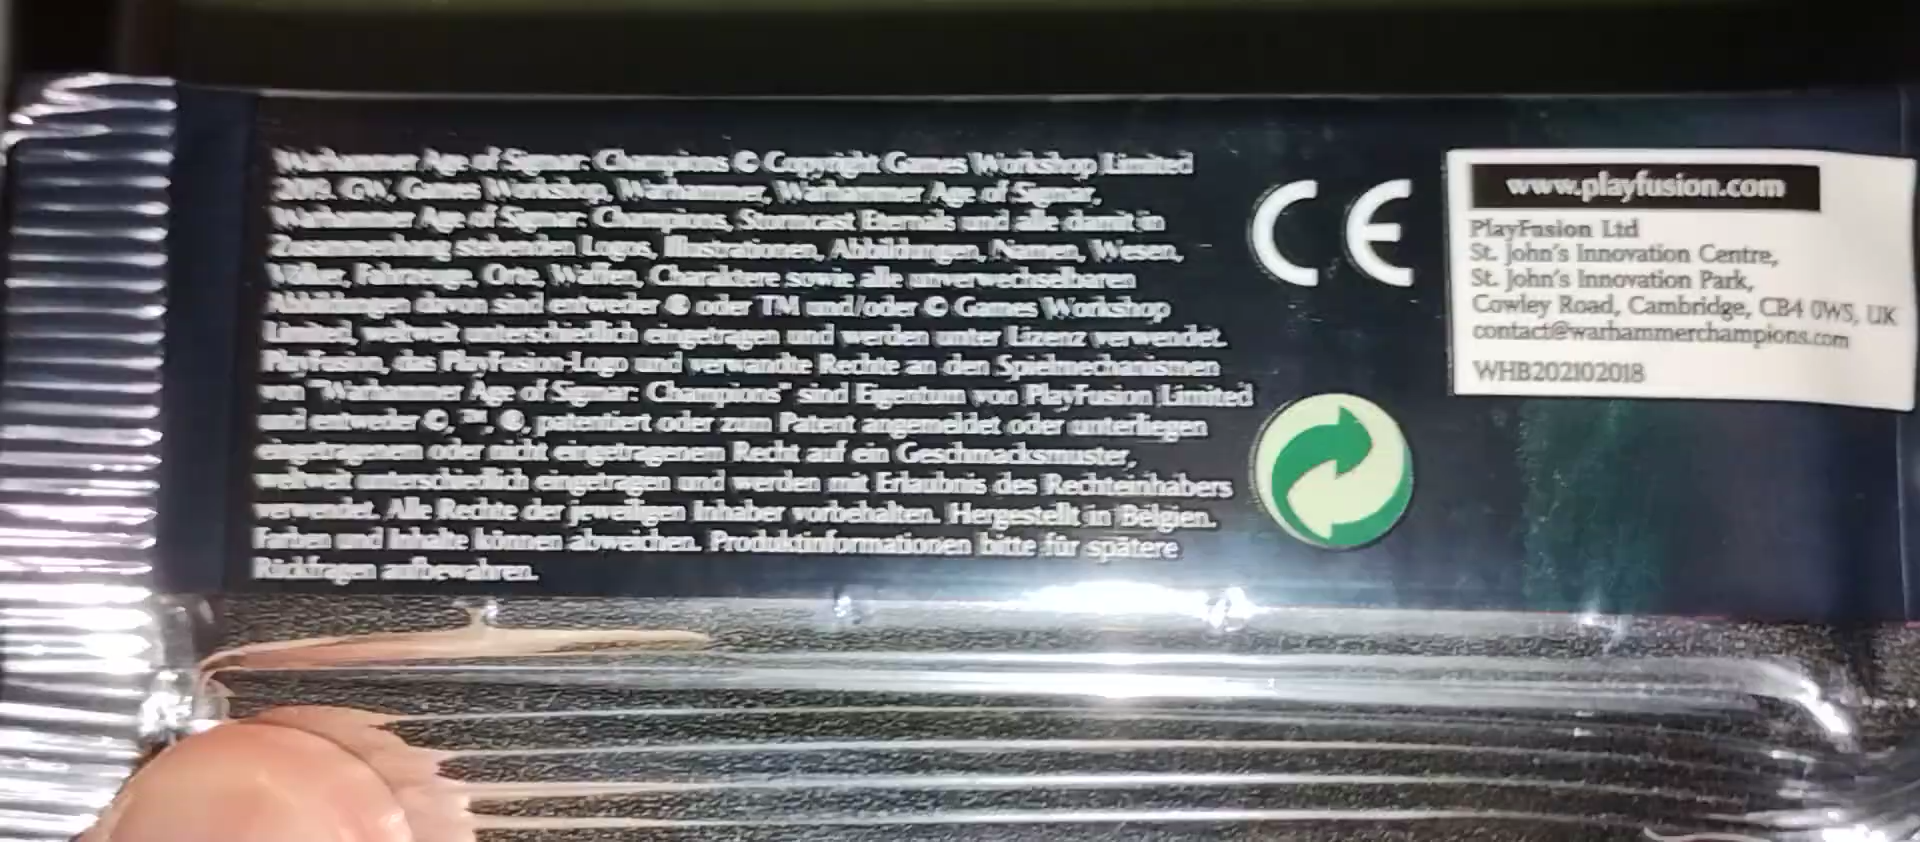 Warhammer Age of Sigmar: Champions © Copyright Games Workshop Limited
2019. GW, Games Workshop, Warhammer, Warhammer Age of Sigmar,
Warhammer Age of Sigmar: Champions, Stormcast Eternals und alle damit in
Zusammenhang stehenden Logos, Illustrationen, Abbildungen, Namen, Wesen,
Völker, Fahrzeuge, Orte, Waffen, Charaktere sowie alle unverwechselbaren
Abbildungen davon sind entweder ® oder TM und/oder © Games Workshop
Limited, weltweit unterschiedlich eingetragen und werden unter Lizenz verwendet.
PlayFusion, das PlayFusion-Logo und verwandte Rechte an den Spielmechanismen
von "Warhammer Age of Sigmar: Champions" sind Eigentum von PlayFusion Limited
und entweder ©, ™, ®, patentiert oder zum Patent angemeldet oder unterliegen
eingetragenem oder nicht eingetragenem Recht auf ein Geschmacksmuster,
weltweit unterschiedlich eingetragen und werden mit Erlaubnis des Rechteinhabers
verwendet. Alle Rechte der jeweiligen Inhaber vorbehalten. Hergestellt in Belgien.
Farben und Inhalte können abweichen. Produktinformationen bitte für spätere
Rückfragen aufbewahren.
CE
www.playfusion.com
PlayFusion Ltd
St. John's Innovation Centre,
St. John's Innovation Park,
Cowley Road, Cambridge, CB4 0WS, UK
contact@warhammerchampions.com
WHB202102018